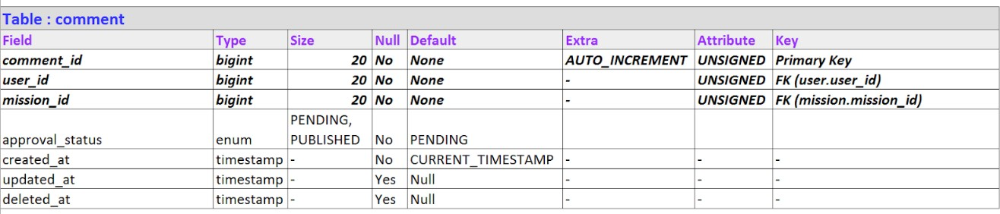 Table : comment
Field Type Size Null Default Extra Attribute Key
comment_id bigint 20 No None AUTO_INCREMENT UNSIGNED Primary Key
user_id bigint 20 No None - UNSIGNED FK (user.user_id)
mission_id bigint 20 No None - UNSIGNED FK (mission.mission_id)
PENDING,
approval_status enum PUBLISHED No PENDING
created_at timestamp - No CURRENT_TIMESTAMP - - -
updated_at timestamp - Yes Null - - -
deleted_at timestamp - Yes Null - - -